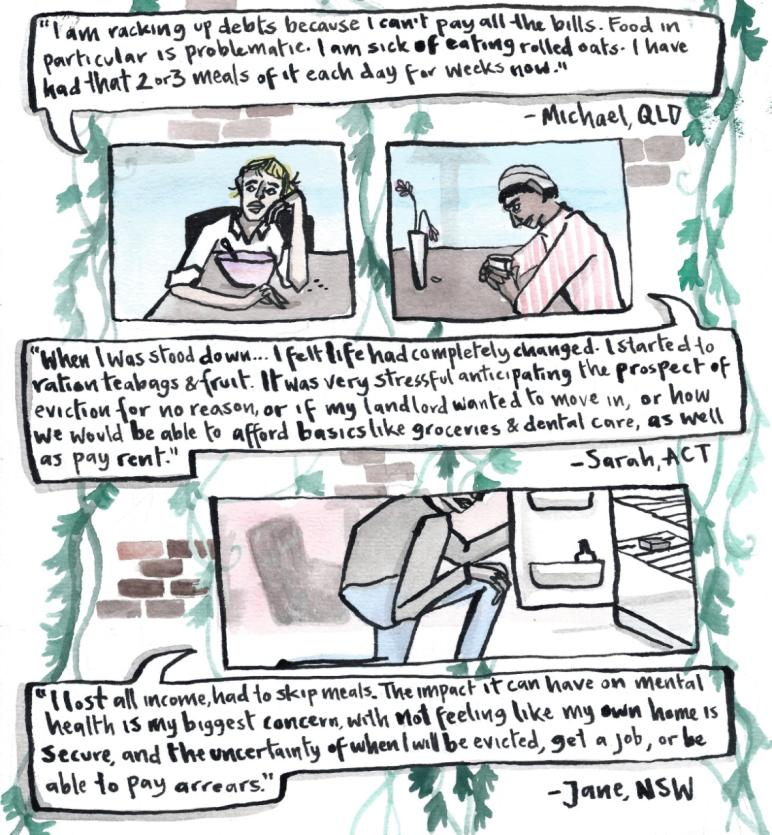 "I am racking up debts because I can't pay all the bills. Food in
particular is problematic. I am sick of eating rolled oats. I have
had that 2 or 3 meals of it each day for weeks now."
- Michael, QLD
"When I was stood down... I felt life had completely changed. I started to
ration teabags & fruit. It was very stressful anticipating the prospect of
eviction for no reason, or if my landlord wanted to move in, or how
we would be able to afford basics like groceries & dental care, as well
as pay rent."
- Sarah, ACT
"I lost all income, had to skip meals. The impact it can have on mental
health is my biggest concern, with not feeling like my own home is
secure, and the uncertainty of when I will be evicted, get a job, or be
able to pay arrears."
- Jane, NSW